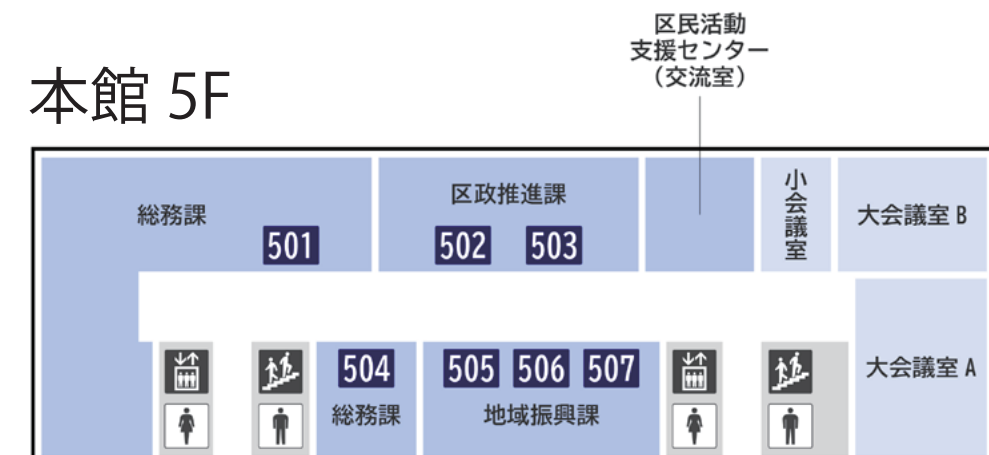 本館 5F
区民活動
支援センター
（交流室）
総務課
501
区政推進課
502 503
小会議室
大会議室 B
大会議室 A
504
総務課
505 506 507
地域振興課